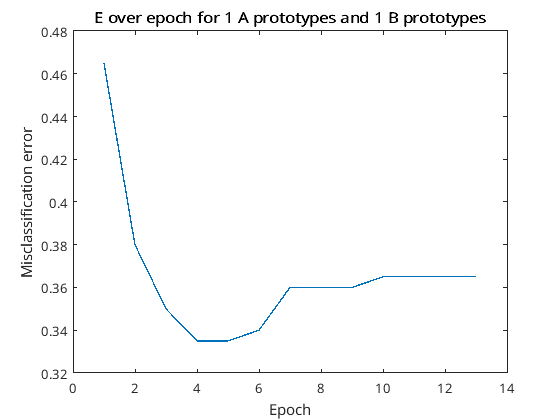 E over epoch for 1 A prototypes and 1 B prototypes
0.48
0.46
0.44
0.42
0.4
0.38
0.36
0.34
0.32
Misclassification error
0 2 4 6 8 10 12 14
Epoch